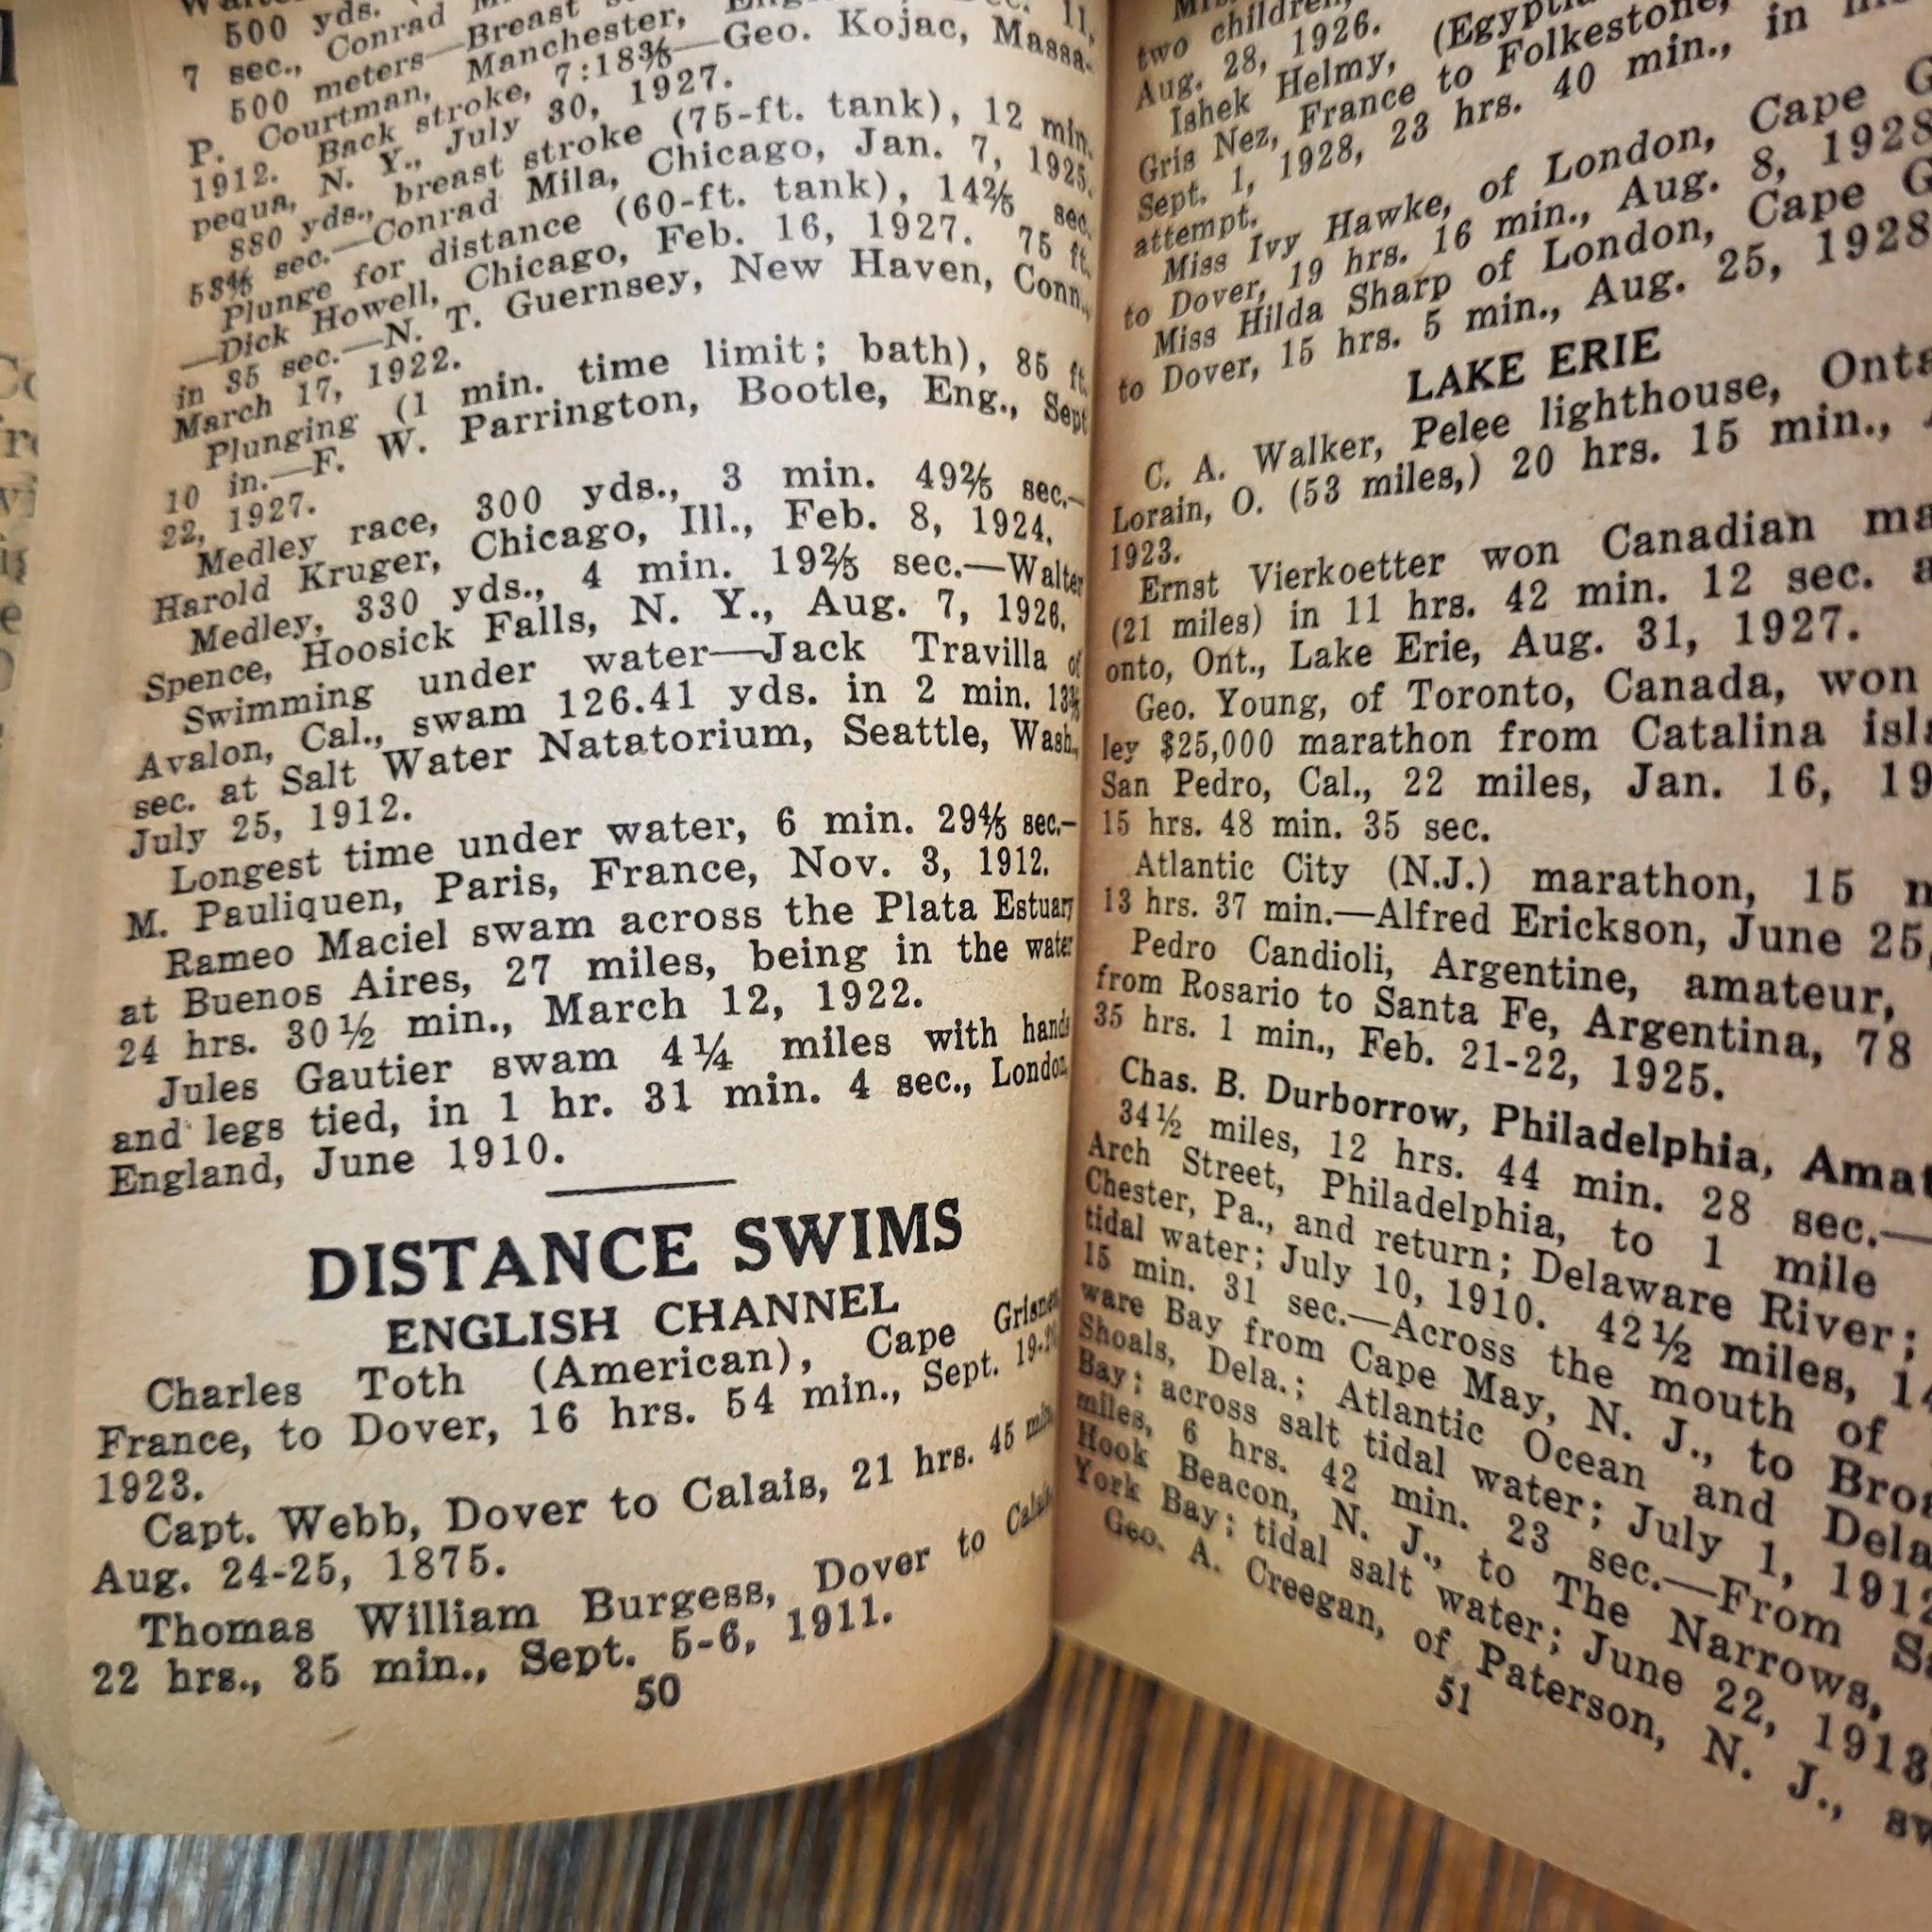 500 yds.
7 sec., Conrad
500 meters—Breast
P. Courtman, Manchester,
1912. Back stroke, 7:18⅗—Geo. Kojac, Massa-
pequa, N. Y., July 30, 1927.
880 yds., breast stroke (75-ft. tank), 12 min.
53⅘ sec.—Conrad Mila, Chicago, Jan. 7, 1925.
Plunge for distance (60-ft. tank), 14⅖ sec.
—Dick Howell, Chicago, Feb. 16, 1927. 75 ft.
in 35 sec.—N. T. Guernsey, New Haven, Conn.,
March 17, 1922.
Plunging (1 min. time limit; bath), 85 ft.
10 in.—F. W. Parrington, Bootle, Eng., Sept
22, 1927.
Medley race, 300 yds., 3 min. 49⅖ sec.—
Harold Kruger, Chicago, Ill., Feb. 8, 1924.
Medley, 330 yds., 4 min. 19⅖ sec.—Walter
Spence, Hoosick Falls, N. Y., Aug. 7, 1926.
Swimming under water—Jack Travilla of
Avalon, Cal., swam 126.41 yds. in 2 min.
sec. at Salt Water Natatorium, Seattle, Wash.,
July 25, 1912.
Longest time under water, 6 min. 29⅘ sec.—
M. Pauliquen, Paris, France, Nov. 3, 1912.
Rameo Maciel swam across the Plata Estuary
at Buenos Aires, 27 miles, being in the water
24 hrs. 30½ min., March 12, 1922.
Jules Gautier swam 4¼ miles with hands
and legs tied, in 1 hr. 31 min. 4 sec., London,
England, June 1910.
DISTANCE SWIMS
ENGLISH CHANNEL
Charles Toth (American), Cape Grisnez
France, to Dover, 16 hrs. 54 min., Sept.
1923.
Capt. Webb, Dover to Calais, 21 hrs. 45 min.
Aug. 24-25, 1875.
Thomas William Burgess, Dover to Calais
22 hrs., 35 min., Sept. 5-6, 1911.
50
two children,
Aug. 28, 1926.
Ishek Helmy, (Egyptian
Gris Nez, France to Folkestone,
Sept. 1, 1928, 23 hrs. 40 min., in
attempt.
Miss Ivy Hawke, of London, Cape G
to Dover, 19 hrs. 16 min., Aug. 8, 1928
Miss Hilda Sharp of London, Cape G
to Dover, 15 hrs. 5 min., Aug. 25, 1928
LAKE ERIE
C. A. Walker, Pelee lighthouse, Onta
Lorain, O. (53 miles,) 20 hrs. 15 min.,
1923.
Ernst Vierkoetter won Canadian ma
(21 miles) in 11 hrs. 42 min. 12 sec. a
onto, Ont., Lake Erie, Aug. 31, 1927.
Geo. Young, of Toronto, Canada, won
ley $25,000 marathon from Catalina isla
San Pedro, Cal., 22 miles, Jan. 16, 19
15 hrs. 48 min. 35 sec.
Atlantic City (N.J.) marathon, 15 m
13 hrs. 37 min.—Alfred Erickson, June 25,
Pedro Candioli, Argentine, amateur,
from Rosario to Santa Fe, Argentina, 78
35 hrs. 1 min., Feb. 21-22, 1925.
Chas. B. Durborrow, Philadelphia, Amat
34½ miles, 12 hrs. 44 min. 28 sec.—
Arch Street, Philadelphia, to 1 mile
Chester, Pa., and return; Delaware River;
tidal water; July 10, 1910. 42½ miles, 14
15 min. 31 sec.—Across the mouth of
ware Bay from Cape May, N. J., to Bro
Shoals, Dela.; Atlantic Ocean and Dela
Bay; across salt tidal water; July 1, 1912
miles, 6 hrs. 42 min. 23 sec.—From S
Hook Beacon, N. J., to The Narrows,
York Bay; tidal salt water; June 22, 1913
Geo. A. Creegan, of Paterson, N. J., sw
51